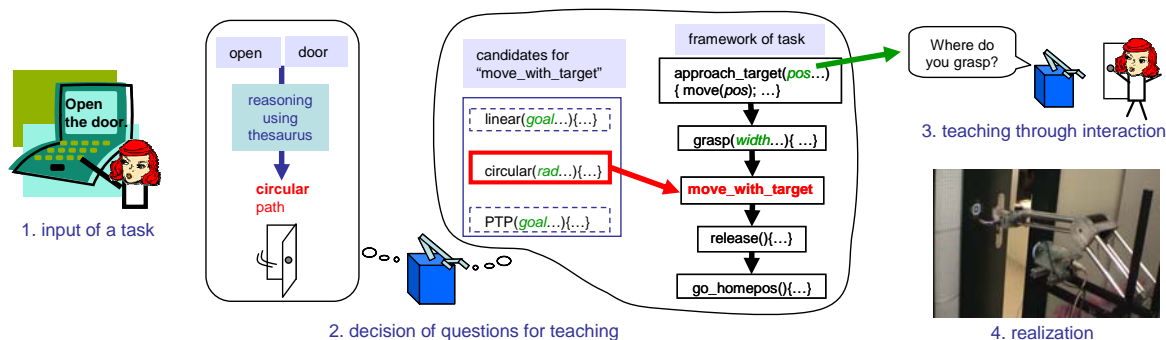 Open
the door.
1. input of a task
open
door
reasoning
using
thesaurus
circular
path
candidates for
“move_with_target”
linear(goal…){…}
circular(rad…){…}
PTP(goal…){…}
framework of task
approach_target(pos…)
{ move(pos); …}
grasp(width…){ …}
move_with_target
release(){…}
go_homepos(){…}
2. decision of questions for teaching
Where do
you grasp?
3. teaching through interaction
4. realization